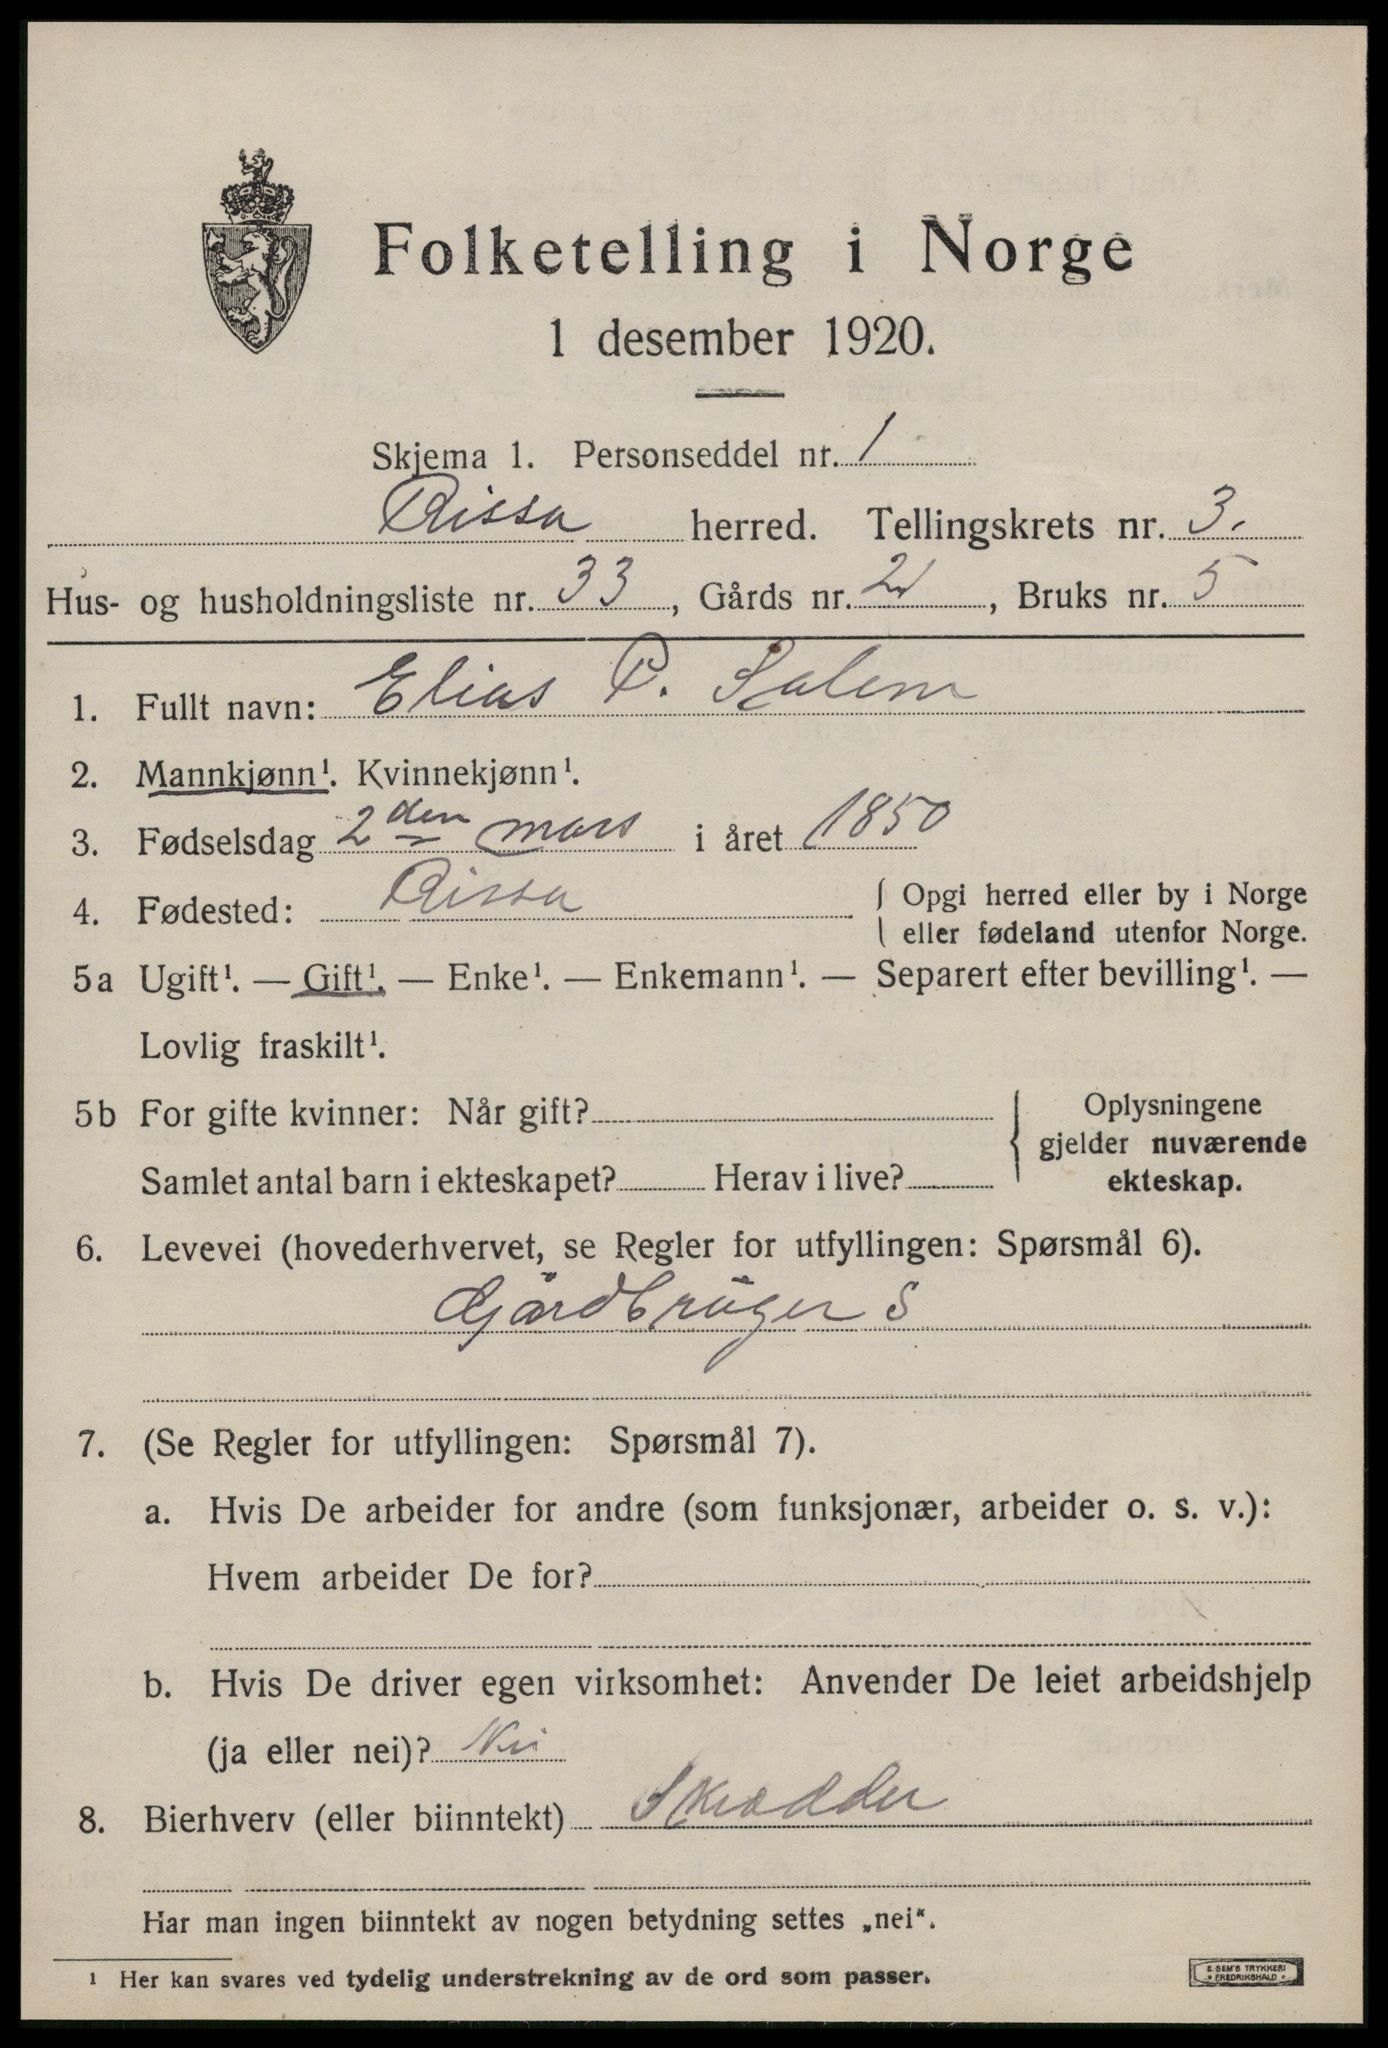 Folketelling i Norge
1 desember 1920.
Skjema 1. Personseddel nr. 1
Rissa herred. Tellingskrets nr. 3.
Hus- og husholdningsliste nr. 33, Gårds nr. 21, Bruks nr. 5
1. Fullt navn: Elias P. Salem
2. Mannkjønn¹. Kvinnekjønn¹.
3. Fødselsdag 2den mars i året 1850
4. Fødested: Rissa { Opgi herred eller by i Norge
eller fødeland utenfor Norge.
5a Ugift¹. — Gift¹. — Enke¹. — Enkemann¹. — Separert efter bevilling¹. —
Lovlig fraskilt¹.
5b For gifte kvinner: Når gift? { Oplysningene
gjelder nuværende
Samlet antal barn i ekteskapet? Herav i live? ekteskap.
6. Levevei (hovederhvervet, se Regler for utfyllingen: Spørsmål 6).
Gårdbruger S
7. (Se Regler for utfyllingen: Spørsmål 7).
a. Hvis De arbeider for andre (som funksjonær, arbeider o. s. v.):
Hvem arbeider De for?
b. Hvis De driver egen virksomhet: Anvender De leiet arbeidshjelp
(ja eller nei)? Nei
8. Bierhverv (eller biinntekt) Skrædder
Har man ingen biinntekt av nogen betydning settes „nei“.
¹ Her kan svares ved tydelig understrekning av de ord som passer.
E. SEM'S TRYKKERI
• FREDRIKSHALD •